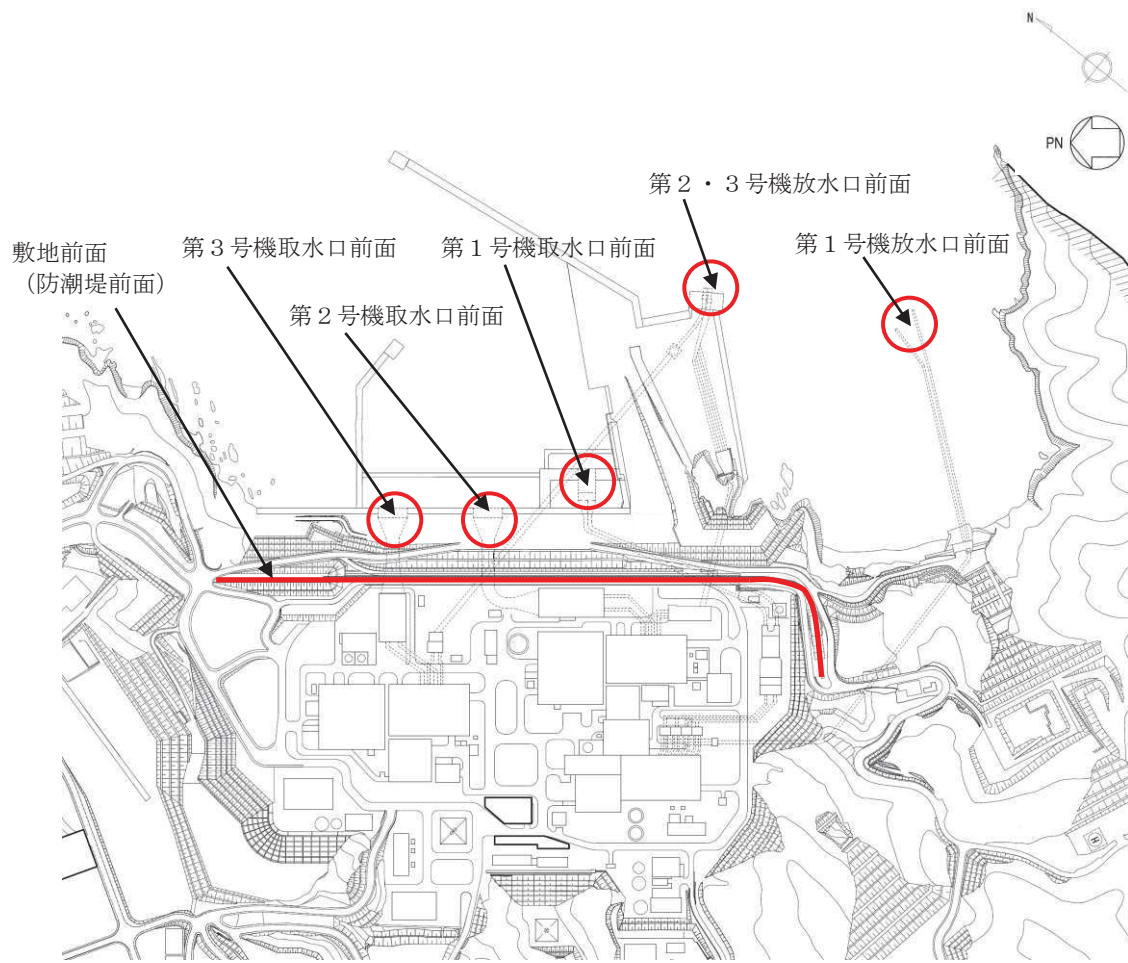 N
PN
第２・３号機放水口前面
敷地前面
（防潮堤前面）
第３号機取水口前面
第１号機取水口前面
第１号機放水口前面
第２号機取水口前面
H